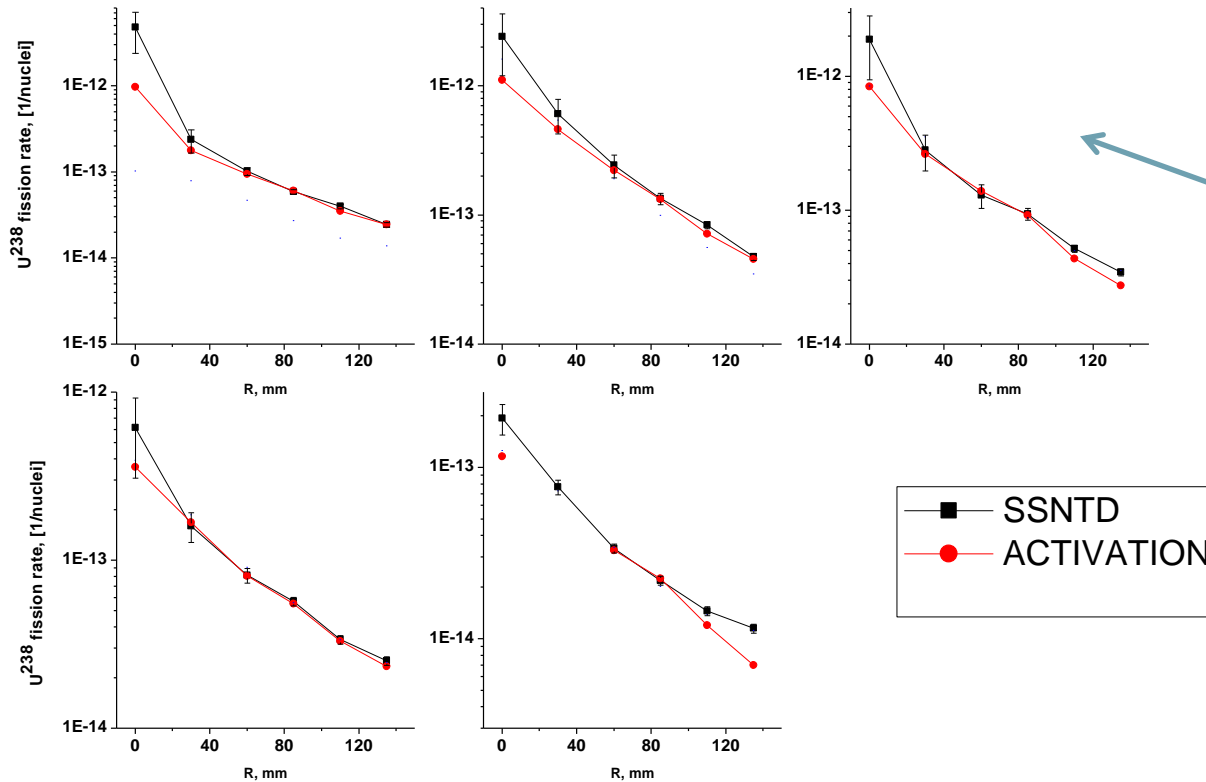 U238 fission rate, [1/nuclei]
1E-12
1E-13
1E-14
1E-15
0 40 80 120
R, mm
1E-12
1E-13
1E-14
0 40 80 120
R, mm
1E-12
1E-13
1E-14
0 40 80 120
R, mm
U238 fission rate, [1/nuclei]
1E-12
1E-13
1E-14
0 40 80 120
R, mm
1E-13
1E-14
0 40 80 120
R, mm
SSNTD
ACTIVATION